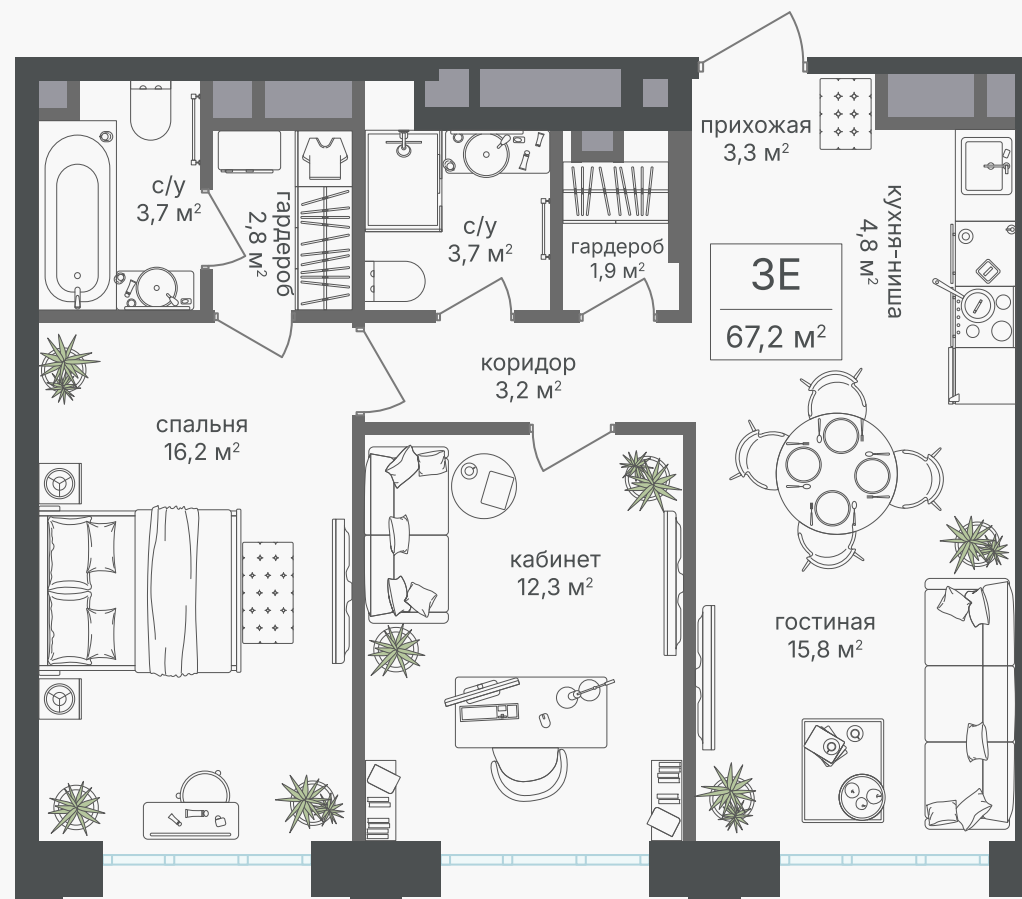 прихожая
3,3 м²
с/у
3,7 м²
гардероб
2,8 м²
с/у
3,7 м²
гардероб
1,9 м²
кухня-ниша
4,8 м²
3Е
67,2 м²
коридор
3,2 м²
спальня
16,2 м²
кабинет
12,3 м²
гостиная
15,8 м²